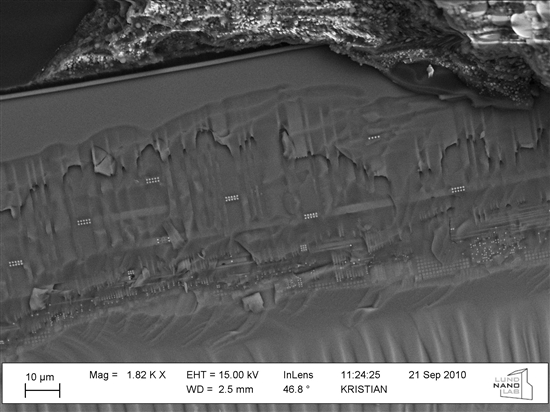 10 µm
Mag = 1.82 K X
EHT = 15.00 kV
WD = 2.5 mm
InLens
46.8 °
11:24:25
KRISTIAN
21 Sep 2010
LUND
NANO
LAB